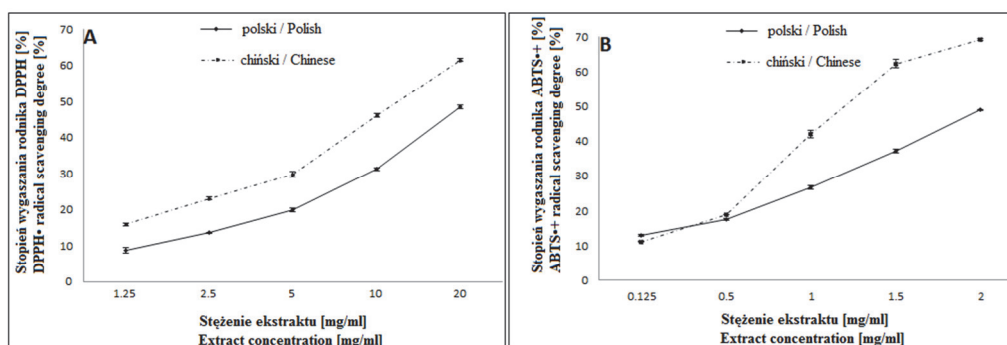 A
Stopień wygaszania rodnika DPPH [%]
DPPH• radical scavenging degree [%]
70
60
50
40
30
20
10
0
polski / Polish
chiński / Chinese
1.25 2.5 5 10 20
Stężenie ekstraktu [mg/ml]
Extract concentration [mg/ml]
B
Stopień wygaszania rodnika ABTS•+ [%]
ABTS•+ radical scavenging degree [%]
70
60
50
40
30
20
10
0
polski / Polish
chiński / Chinese
0.125 0.5 1 1.5 2
Stężenie ekstraktu [mg/ml]
Extract concentration [mg/ml]